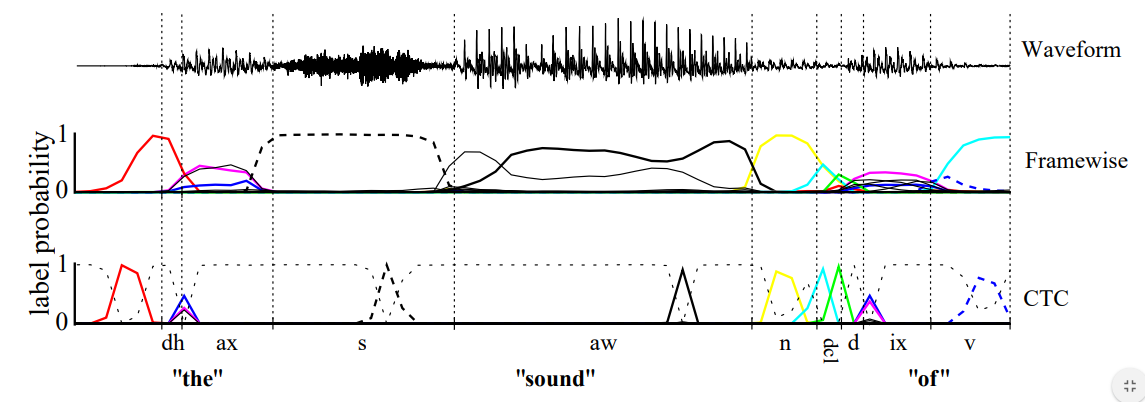 Waveform
label probability
1
0
Framewise
1
0
CTC
dh ax s aw n dcl d ix v
"the" "sound" "of"